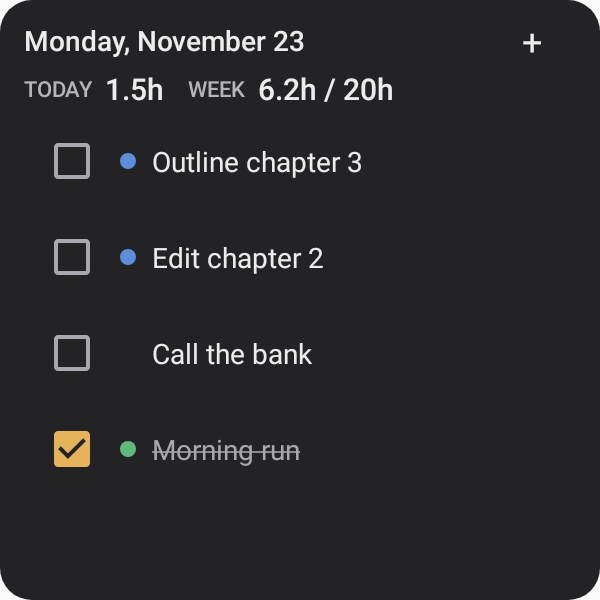 Monday, November 23 +
TODAY 1.5h WEEK 6.2h / 20h
Outline chapter 3
Edit chapter 2
Call the bank
Morning run